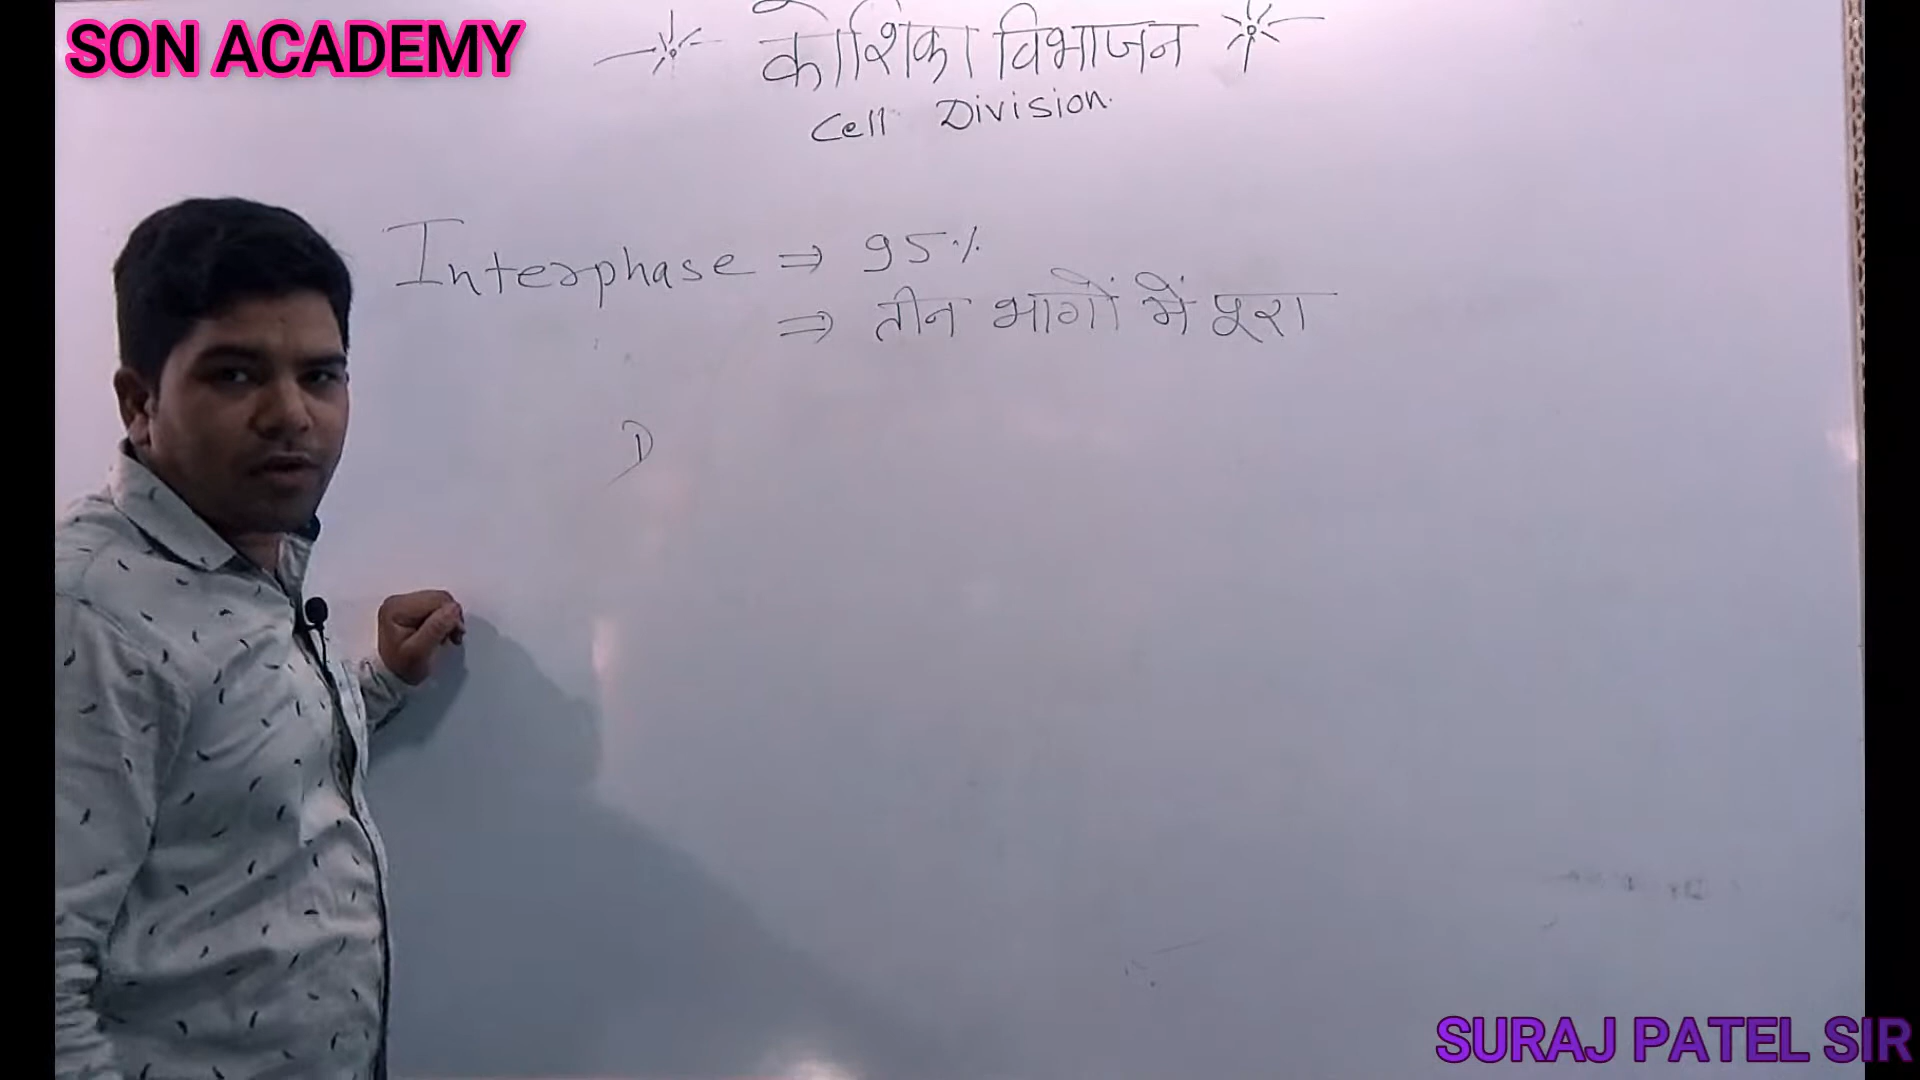 SON ACADEMY
कोशिका विभाजन
Cell Division
Interphase ⇒ 95%
⇒ तीन भागों में पूरा
SURAJ PATEL SIR